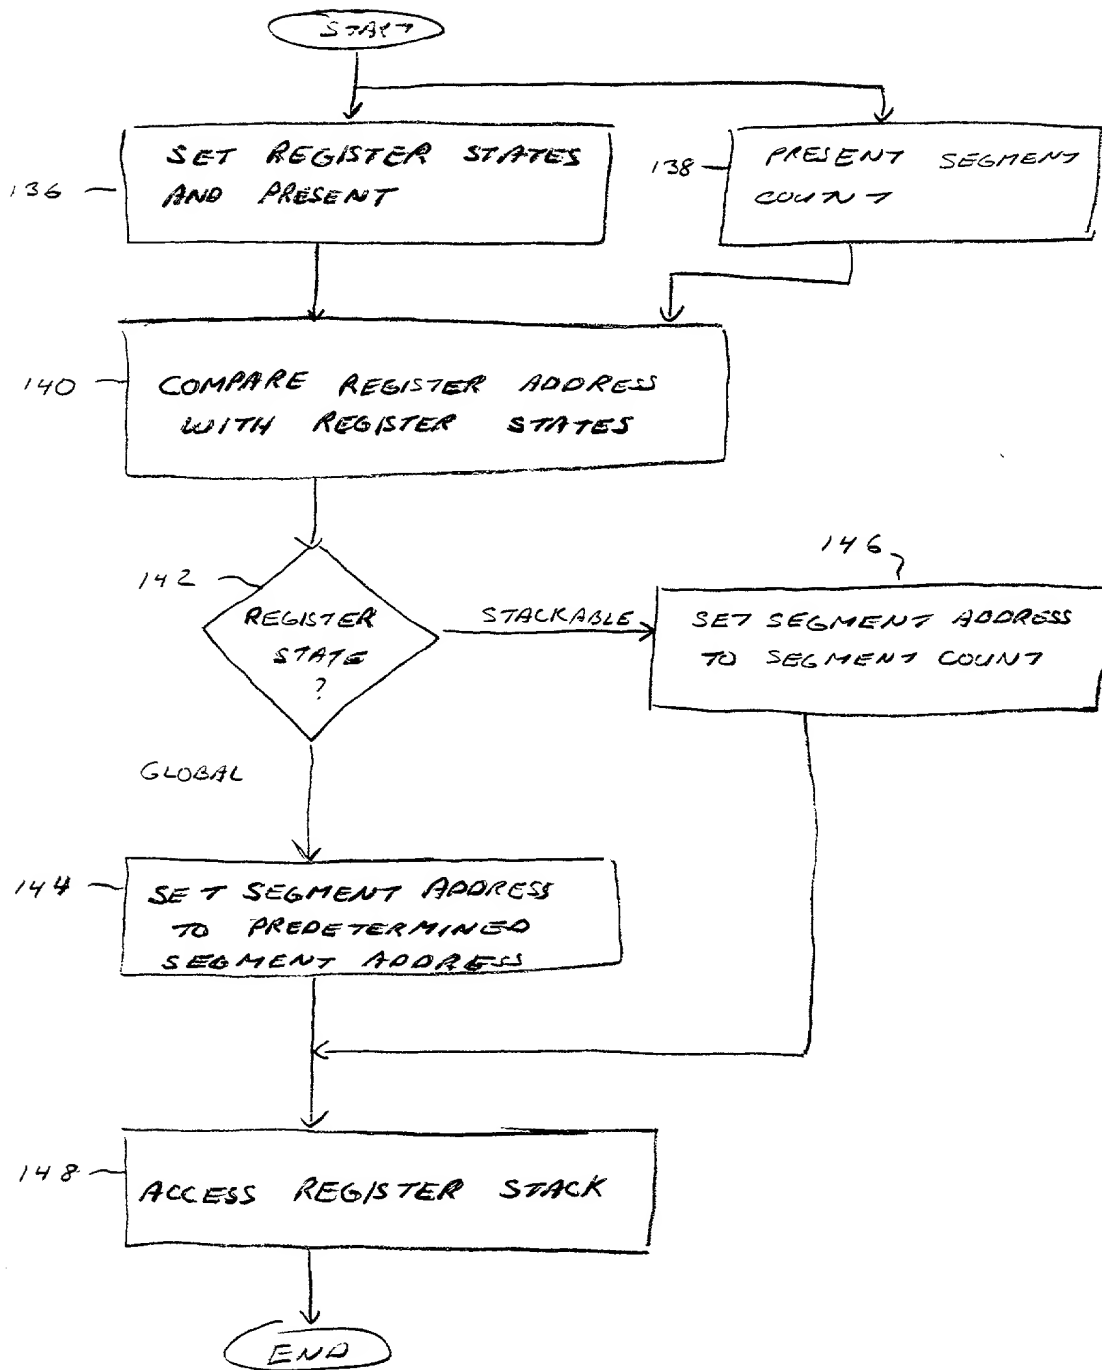 START
136
SET REGISTER STATES
AND PRESENT
138
PRESENT SEGMENT
COUNT
140
COMPARE REGISTER ADDRESS
WITH REGISTER STATES
142
REGISTER
STATE
?
STACKABLE
146
SET SEGMENT ADDRESS
TO SEGMENT COUNT
GLOBAL
144
SET SEGMENT ADDRESS
TO PREDETERMINED
SEGMENT ADDRESS
148
ACCESS REGISTER STACK
END